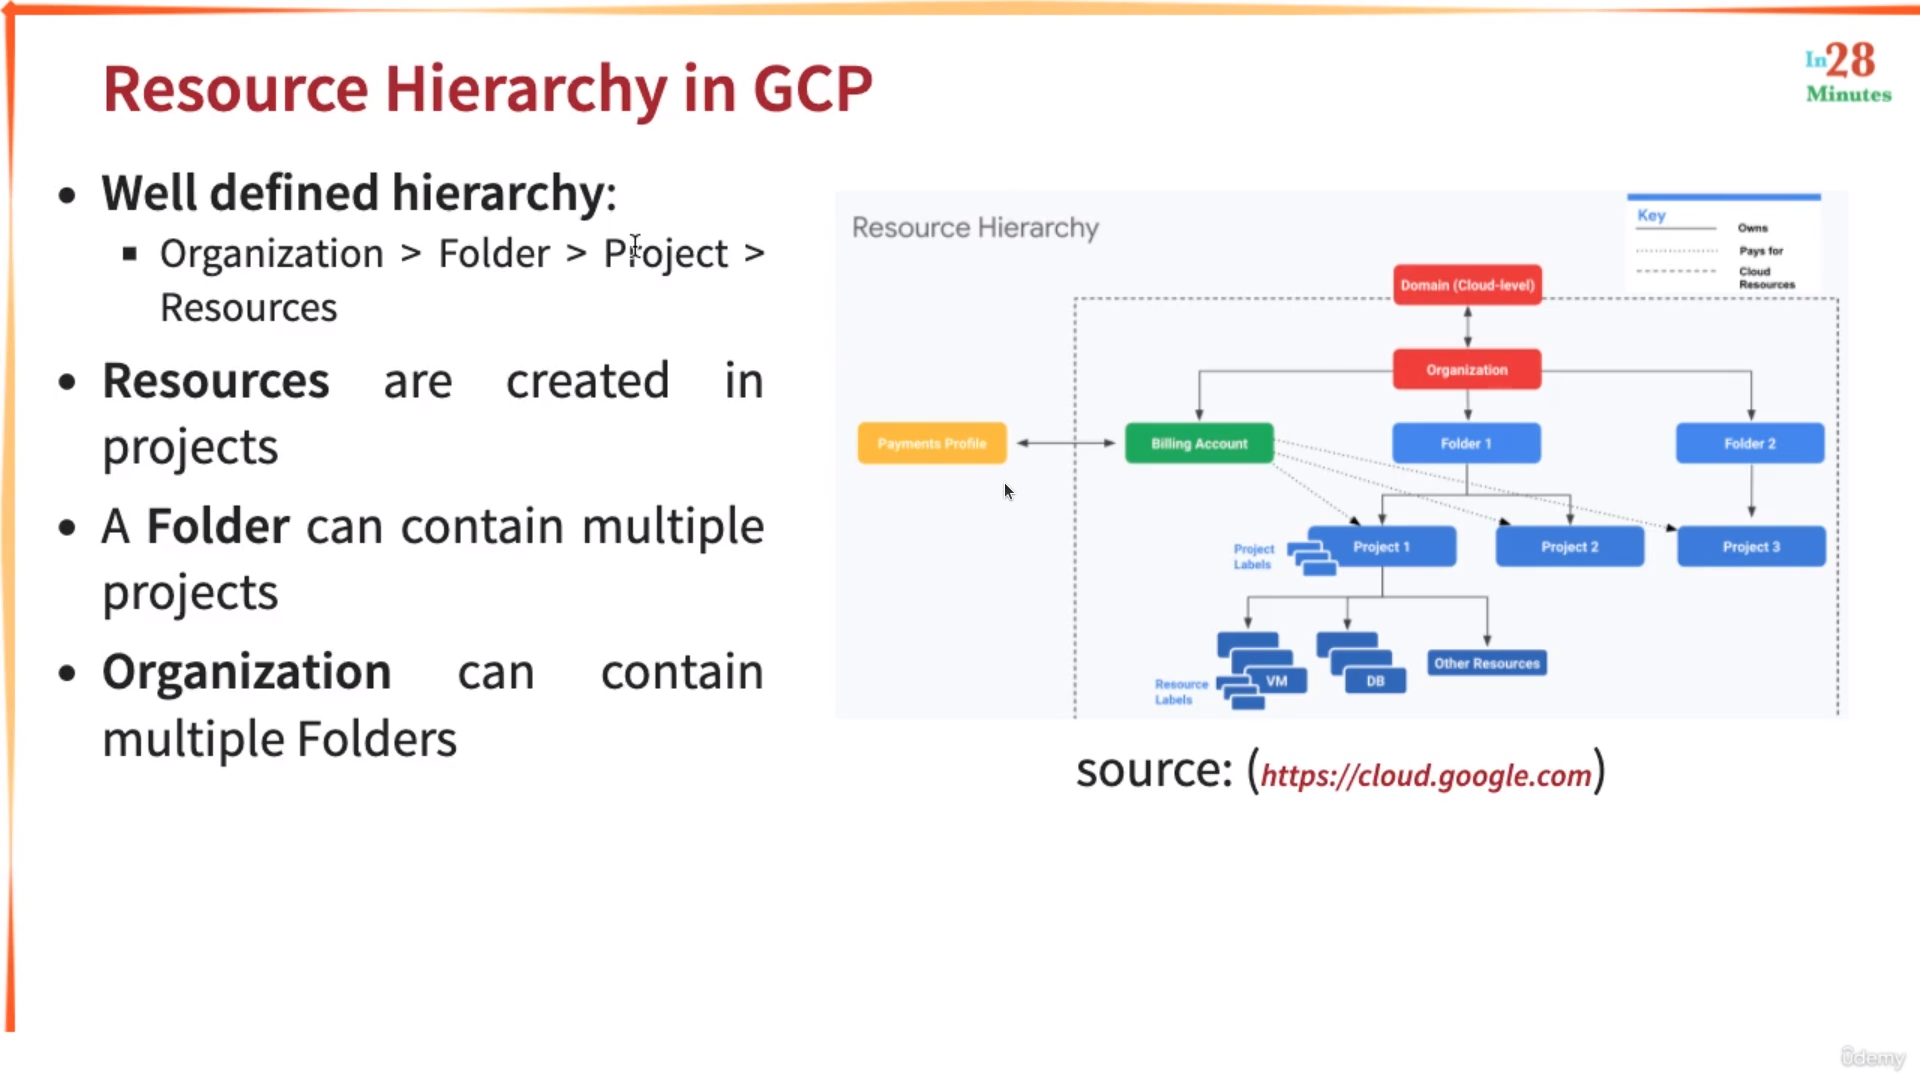 Resource Hierarchy in GCP
In28
Minutes
• Well defined hierarchy:
▪ Organization > Folder > Project >
Resources
• Resources are created in
projects
• A Folder can contain multiple
projects
• Organization can contain
multiple Folders
Resource Hierarchy
Key
Owns
Pays for
Cloud
Resources
Domain (Cloud-level)
Organization
Payments Profile
Billing Account
Folder 1
Folder 2
Project
Labels
Project 1
Project 2
Project 3
Resource
Labels
VM
DB
Other Resources
source: (https://cloud.google.com)
ûdemy